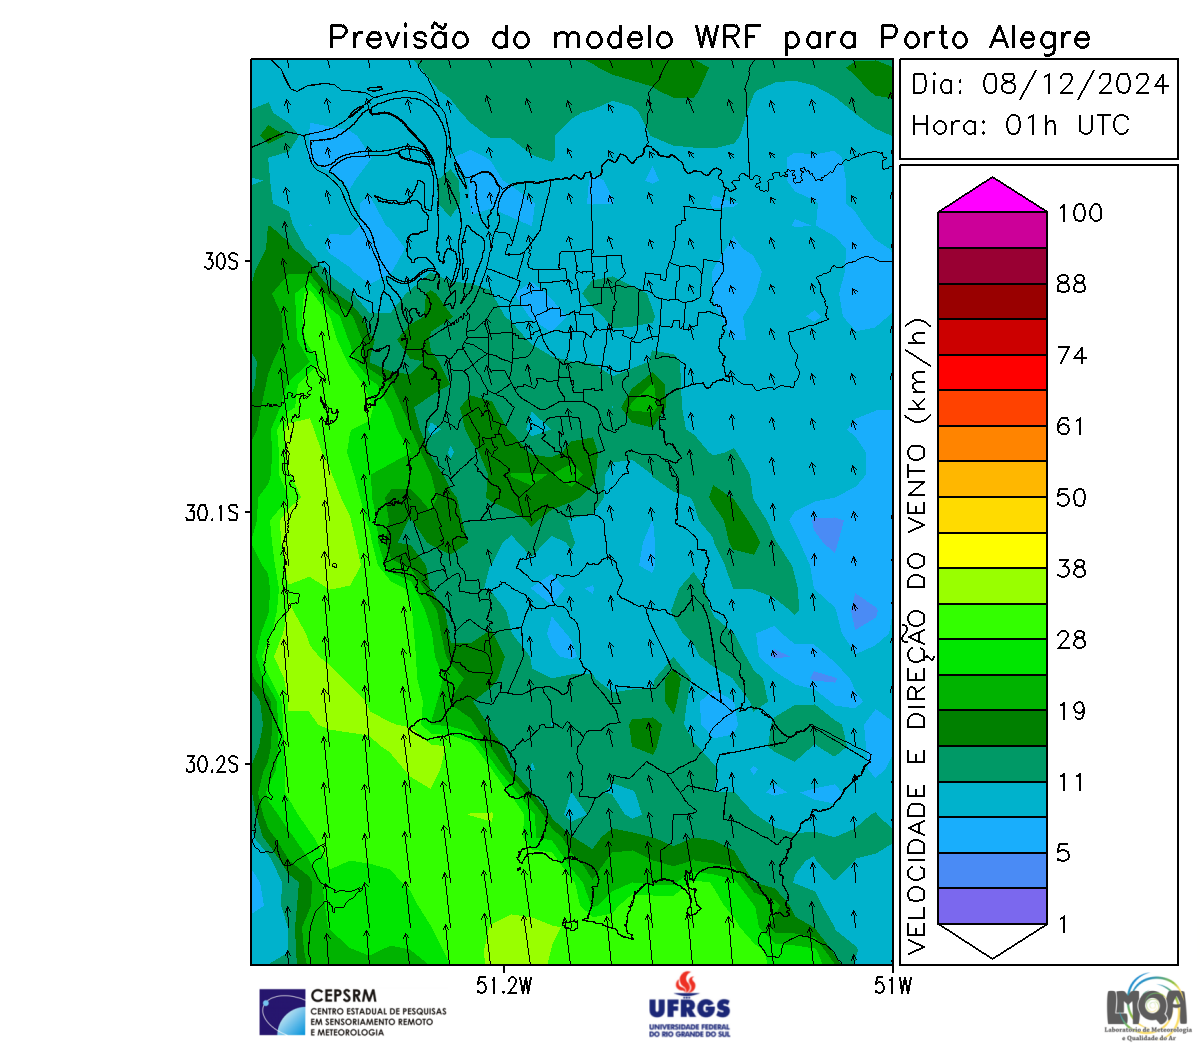 Previsão do modelo WRF para Porto Alegre
Dia: 08/12/2024
Hora: 01h UTC
100
88
74
61
50
38
28
19
11
5
1
VELOCIDADE E DIREÇÃO DO VENTO (km/h)
30S
30.1S
30.2S
51.2W
51W
CEPSRM
CENTRO ESTADUAL DE PESQUISAS
EM SENSORIAMENTO REMOTO
E METEOROLOGIA
UFRGS
UNIVERSIDADE FEDERAL
DO RIO GRANDE DO SUL
LMQA
Laboratório de Meteorologia
e Qualidade do Ar